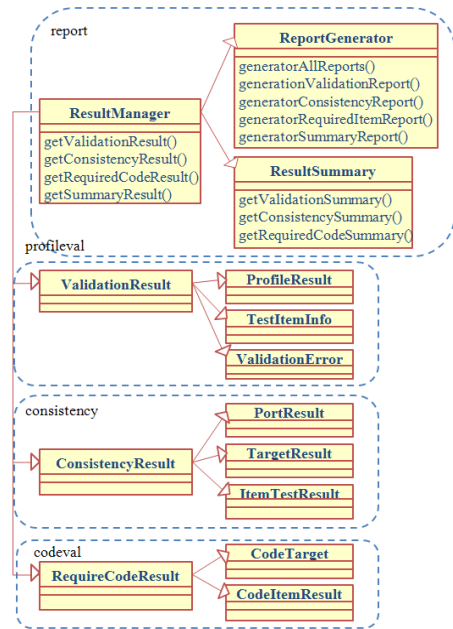 report
ReportGenerator
generatorAllReports()
generationValidationReport()
generatorConsistencyReport()
generatorRequiredItemReport()
generatorSummaryReport()
ResultManager
getValidationResult()
getConsistencyResult()
getRequiredCodeResult()
getSummaryResult()
ResultSummary
getValidationSummary()
getConsistencySummary()
getRequiredCodeSummary()
profileval
ValidationResult
ProfileResult
TestItemInfo
ValidationError
consistency
ConsistencyResult
PortResult
TargetResult
ItemTestResult
codeval
RequireCodeResult
CodeTarget
CodeItemResult